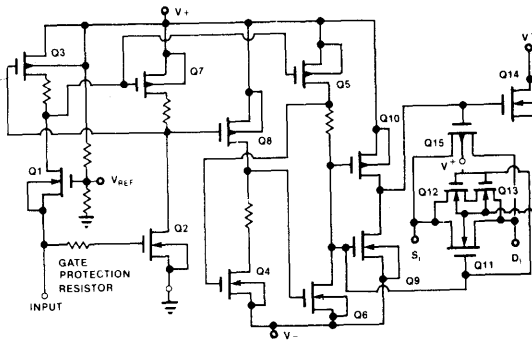 V+
V
Q3
Q7
Q5
Q14
Q10
Q8
Q15
V+
Q1
VREF
Q12
Q13
Q2
S₁
D₁
Q11
GATE
PROTECTION
RESISTOR
Q4
Q9
Q6
INPUT
V−